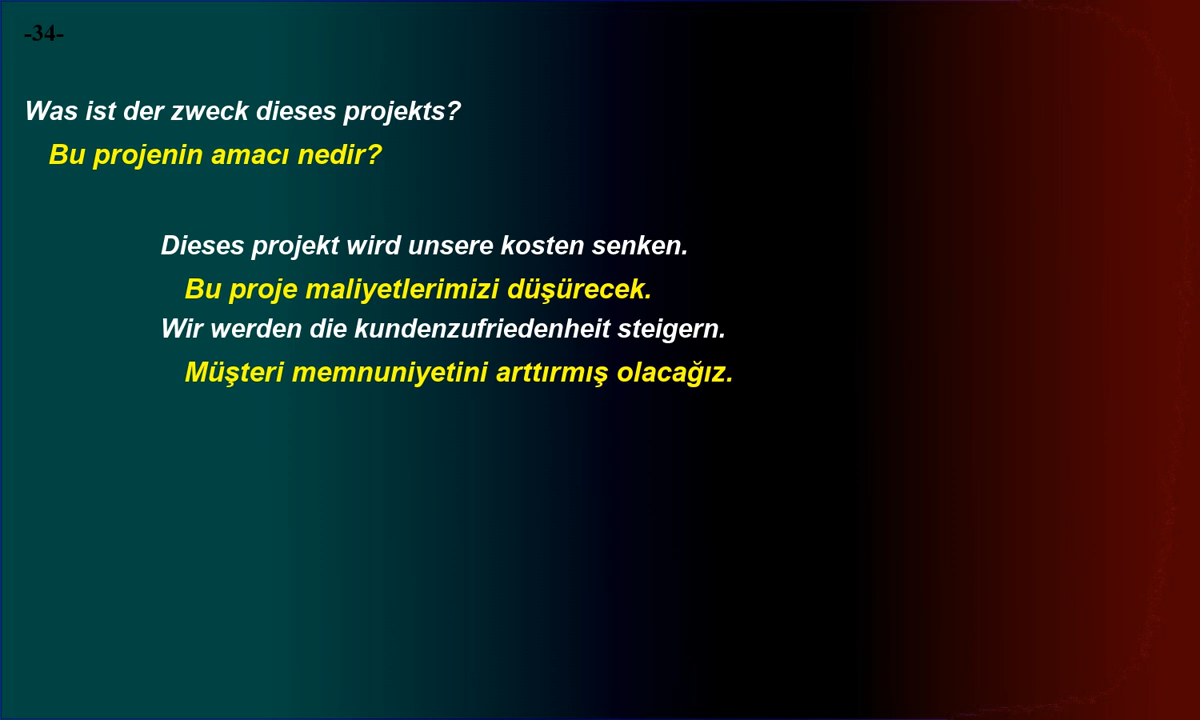 -34-
Was ist der zweck dieses projekts?
Bu projenin amacı nedir?
Dieses projekt wird unsere kosten senken.
Bu proje maliyetlerimizi düşürecek.
Wir werden die kundenzufriedenheit steigern.
Müşteri memnuniyetini arttırmış olacağız.